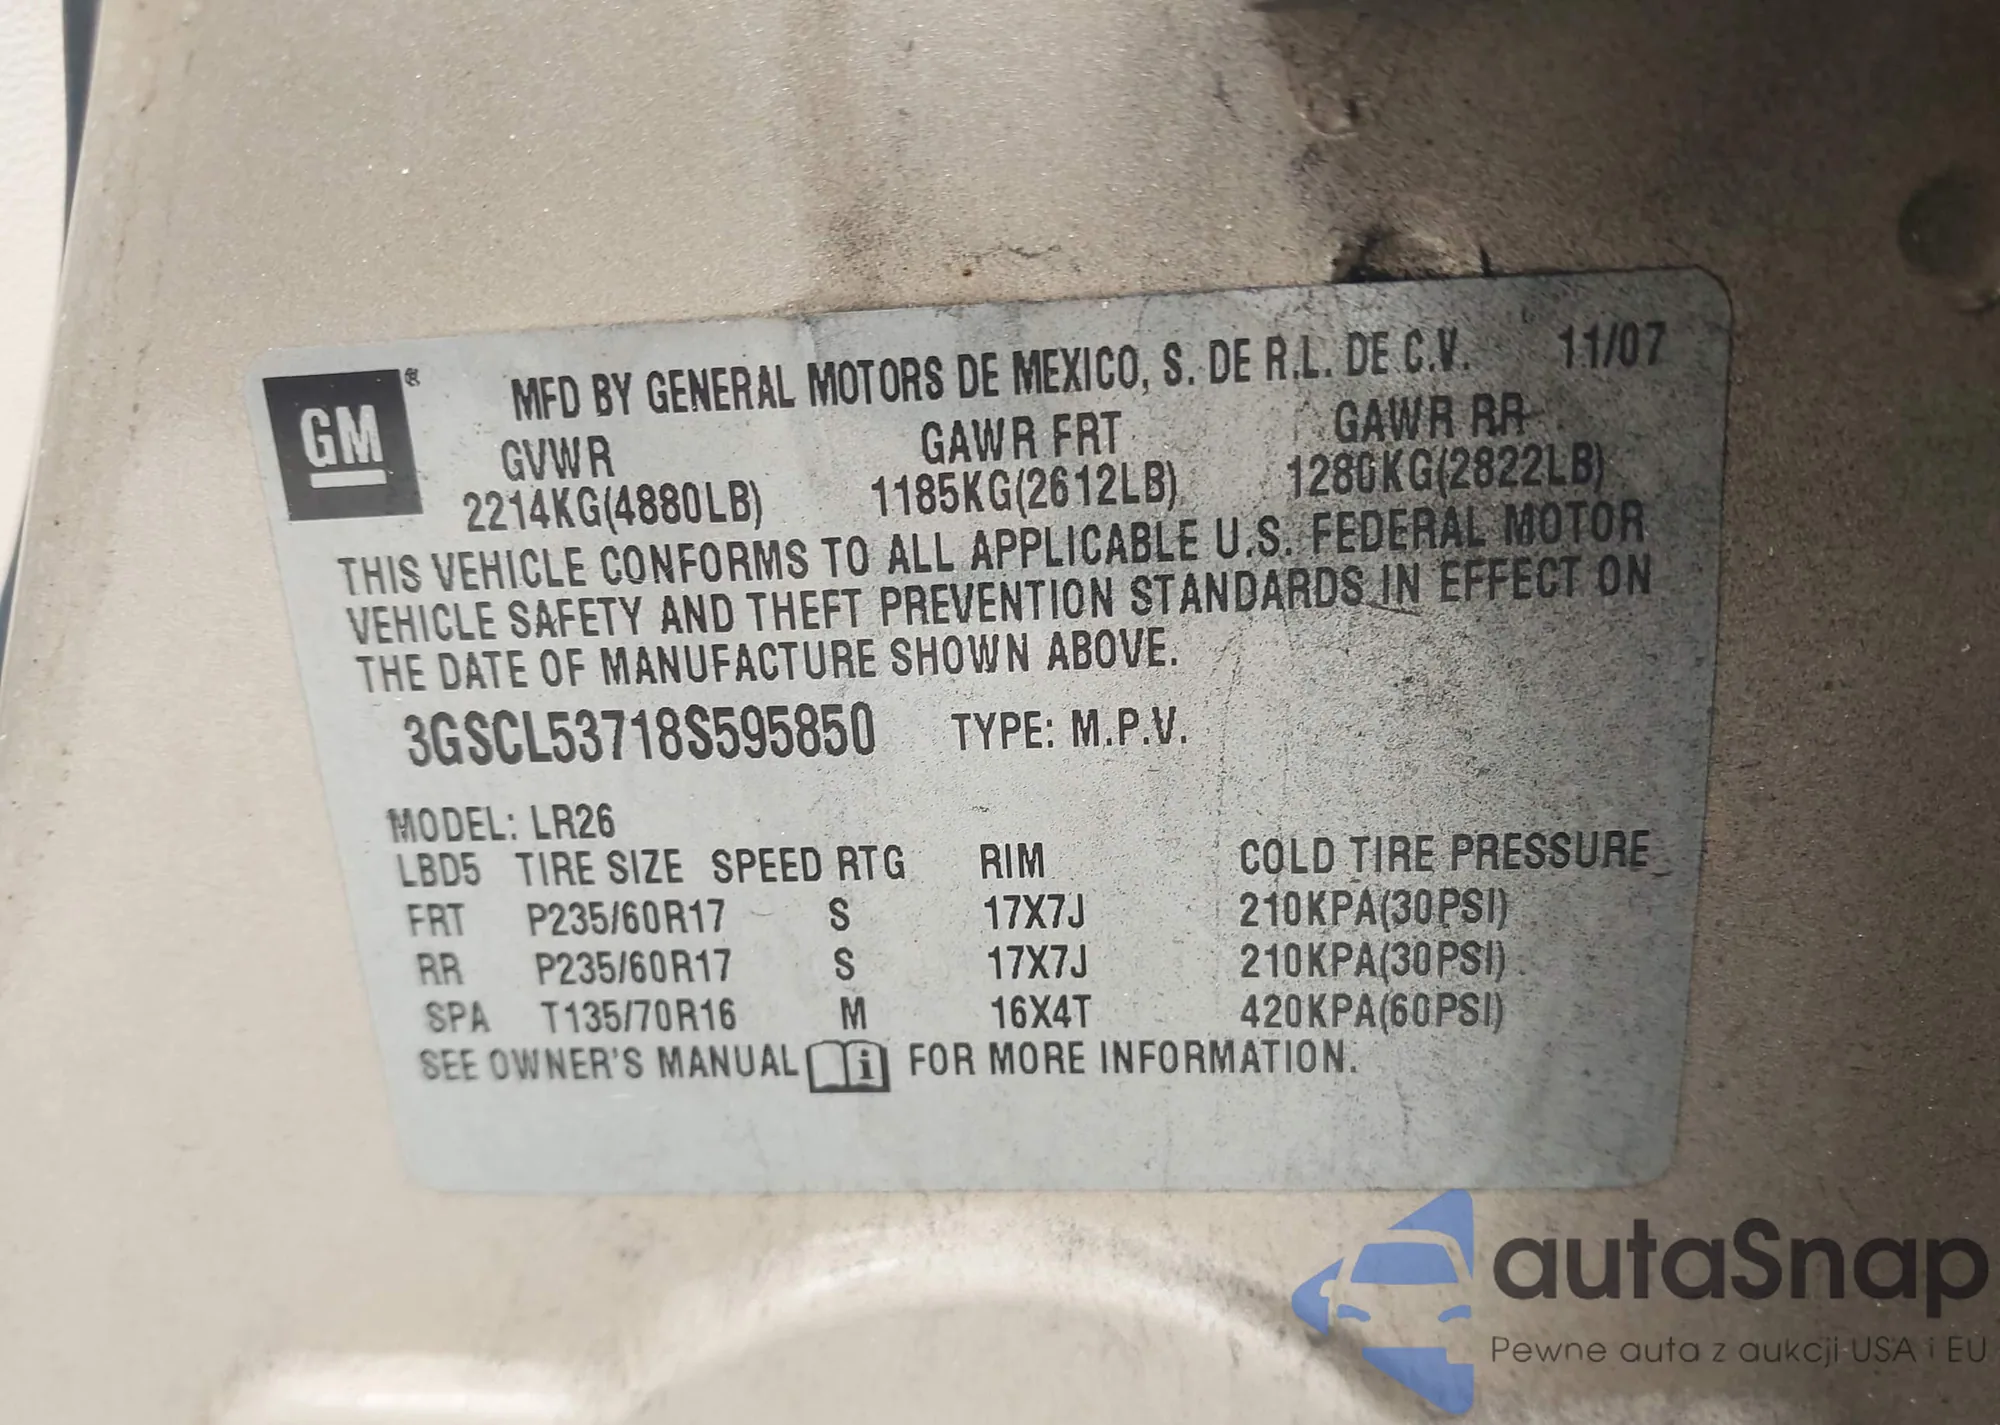 GM ® MFD BY GENERAL MOTORS DE MEXICO, S. DE R.L. DE C.V. 11/07
GVWR GAWR FRT GAWR RR
2214KG(4880LB) 1185KG(2612LB) 1280KG(2822LB)
THIS VEHICLE CONFORMS TO ALL APPLICABLE U.S. FEDERAL MOTOR
VEHICLE SAFETY AND THEFT PREVENTION STANDARDS IN EFFECT ON
THE DATE OF MANUFACTURE SHOWN ABOVE.
3GSCL53718S595850 TYPE: M.P.V.
MODEL: LR26
LBD5 TIRE SIZE SPEED RTG RIM COLD TIRE PRESSURE
FRT P235/60R17 S 17X7J 210KPA(30PSI)
RR P235/60R17 S 17X7J 210KPA(30PSI)
SPA T135/70R16 M 16X4T 420KPA(60PSI)
SEE OWNER'S MANUAL i FOR MORE INFORMATION.
autaSnap
Pewne auta z aukcji USA i EU